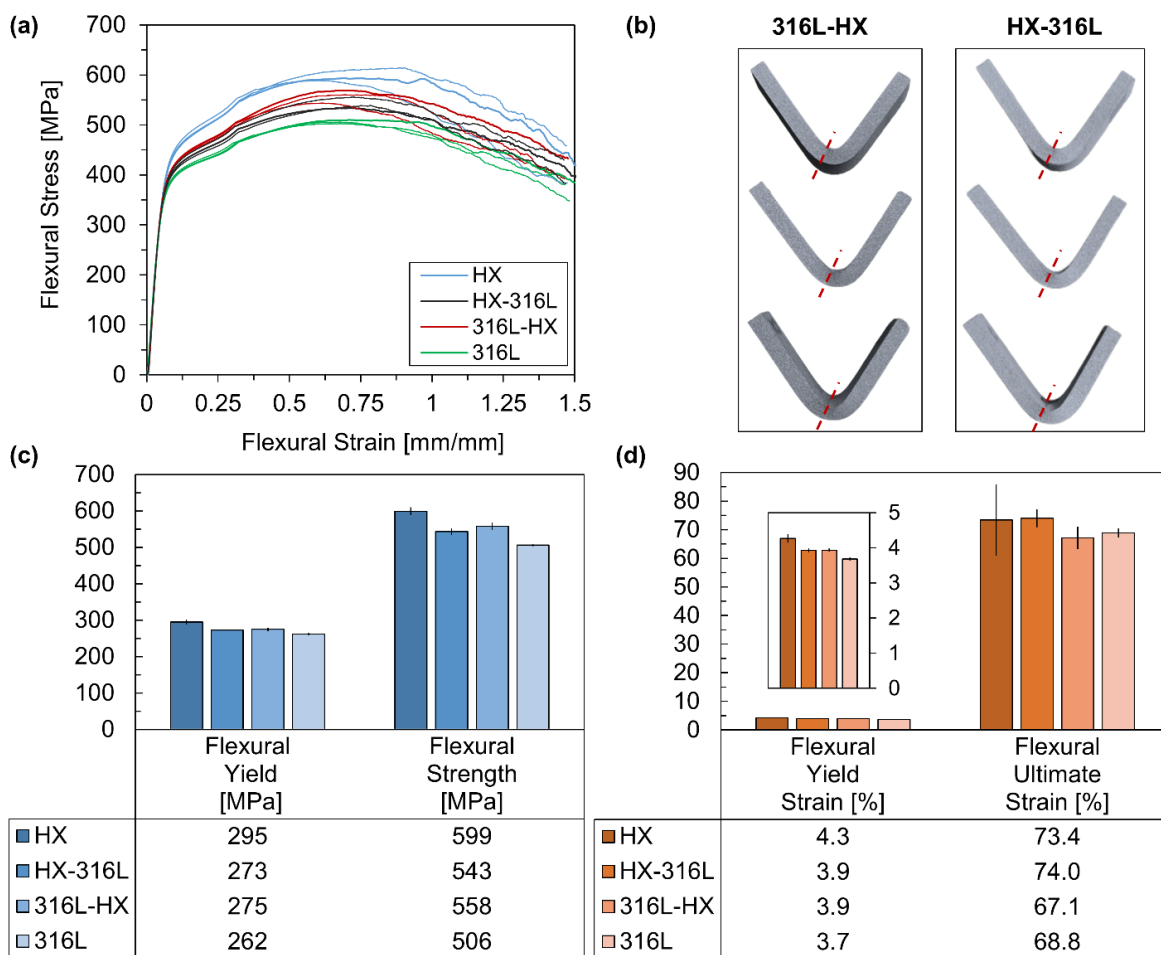 (a)
700
600
500
400
300
200
100
0
Flexural Stress [MPa]
0 0.25 0.5 0.75 1 1.25 1.5
Flexural Strain [mm/mm]
HX
HX-316L
316L-HX
316L
(b)
316L-HX HX-316L
(c)
700
600
500
400
300
200
100
0
Flexural Yield [MPa] Flexural Strength [MPa]
HX 295 599
HX-316L 273 543
316L-HX 275 558
316L 262 506
(d)
90
80
70
60
50
40
30
20
10
0
5
4
3
2
1
0
Flexural Yield Strain [%] Flexural Ultimate Strain [%]
HX 4.3 73.4
HX-316L 3.9 74.0
316L-HX 3.9 67.1
316L 3.7 68.8